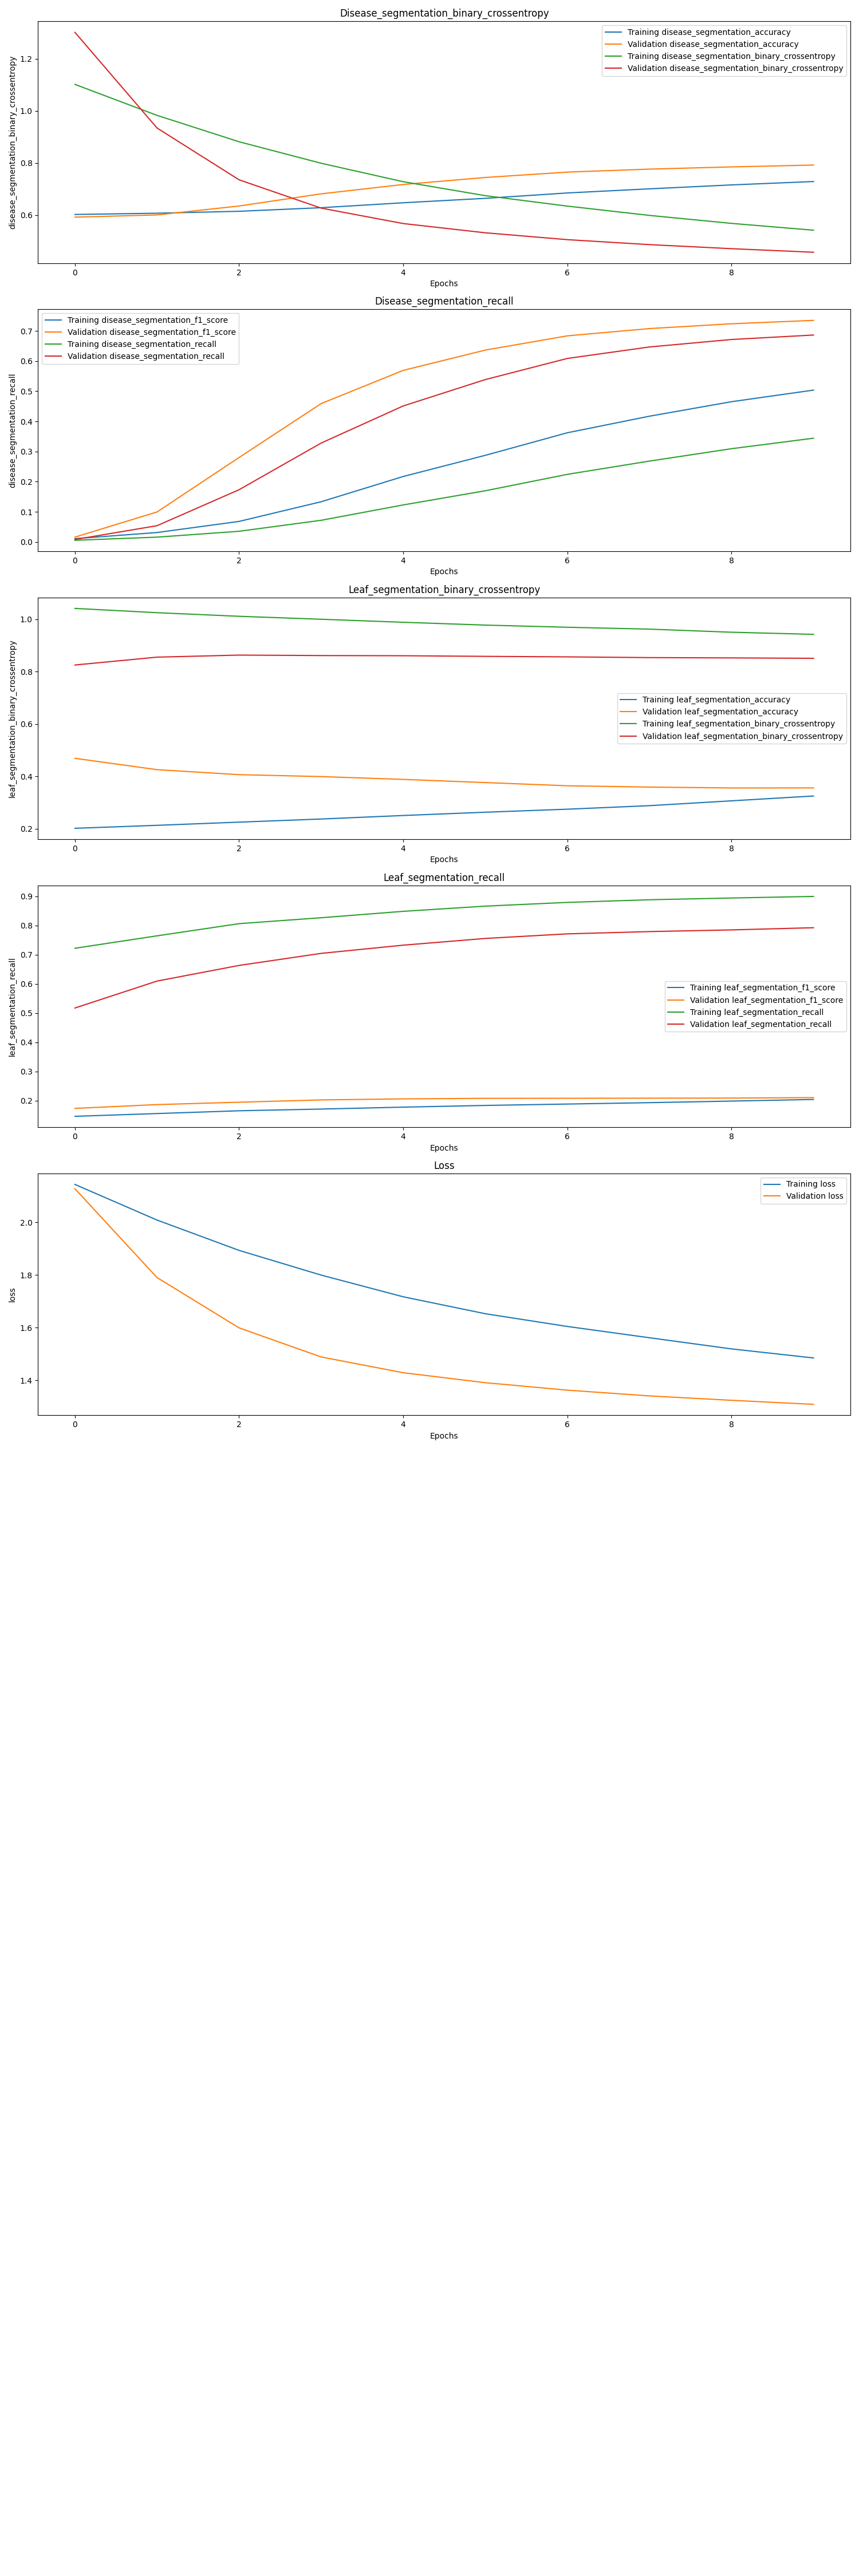 Disease_segmentation_binary_crossentropy
disease_segmentation_binary_crossentropy
1.2
1.0
0.8
0.6
Training disease_segmentation_accuracy
Validation disease_segmentation_accuracy
Training disease_segmentation_binary_crossentropy
Validation disease_segmentation_binary_crossentropy
0 2 4 6 8
Epochs
Disease_segmentation_recall
disease_segmentation_recall
0.7
0.6
0.5
0.4
0.3
0.2
0.1
0.0
Training disease_segmentation_f1_score
Validation disease_segmentation_f1_score
Training disease_segmentation_recall
Validation disease_segmentation_recall
0 2 4 6 8
Epochs
Leaf_segmentation_binary_crossentropy
leaf_segmentation_binary_crossentropy
1.0
0.8
0.6
0.4
0.2
Training leaf_segmentation_accuracy
Validation leaf_segmentation_accuracy
Training leaf_segmentation_binary_crossentropy
Validation leaf_segmentation_binary_crossentropy
0 2 4 6 8
Epochs
Leaf_segmentation_recall
leaf_segmentation_recall
0.9
0.8
0.7
0.6
0.5
0.4
0.3
0.2
Training leaf_segmentation_f1_score
Validation leaf_segmentation_f1_score
Training leaf_segmentation_recall
Validation leaf_segmentation_recall
0 2 4 6 8
Epochs
Loss
loss
2.0
1.8
1.6
1.4
Training loss
Validation loss
0 2 4 6 8
Epochs